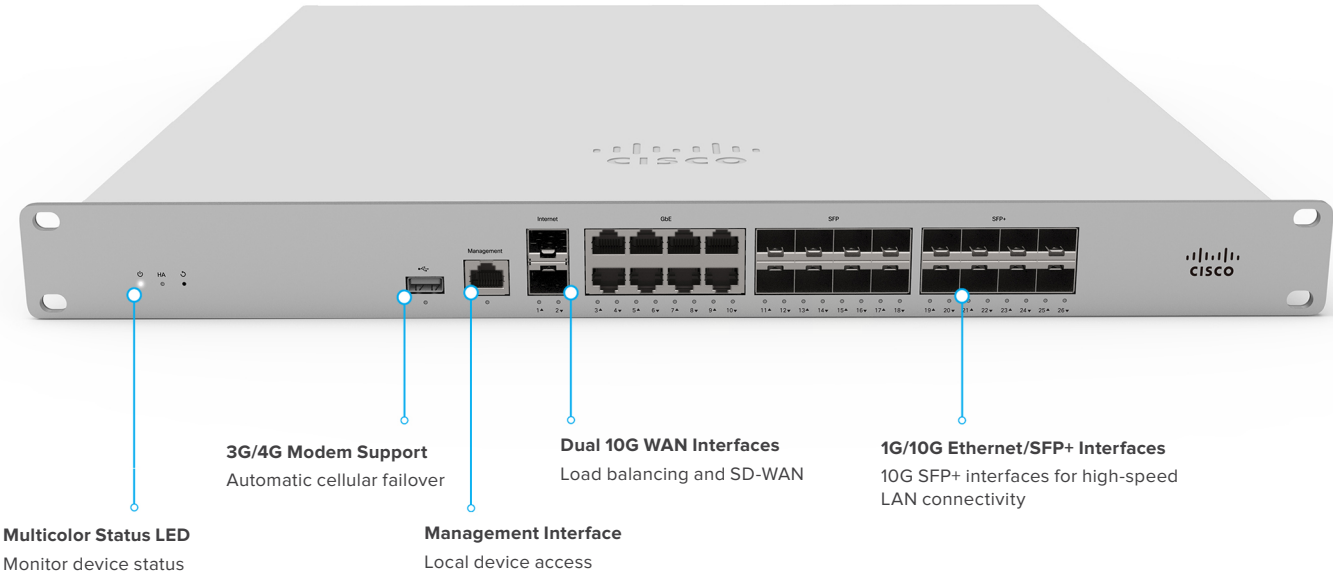 CISCO
Internet
GbE
SFP
SFP+
Management
HA
CISCO
1 2 3 4 5 6 7 8 9 10 11 12 13 14 15 16 17 18 19 20 21 22 23 24 25 26
3G/4G Modem Support
Automatic cellular failover
Dual 10G WAN Interfaces
Load balancing and SD-WAN
1G/10G Ethernet/SFP+ Interfaces
10G SFP+ interfaces for high-speed
LAN connectivity
Multicolor Status LED
Monitor device status
Management Interface
Local device access